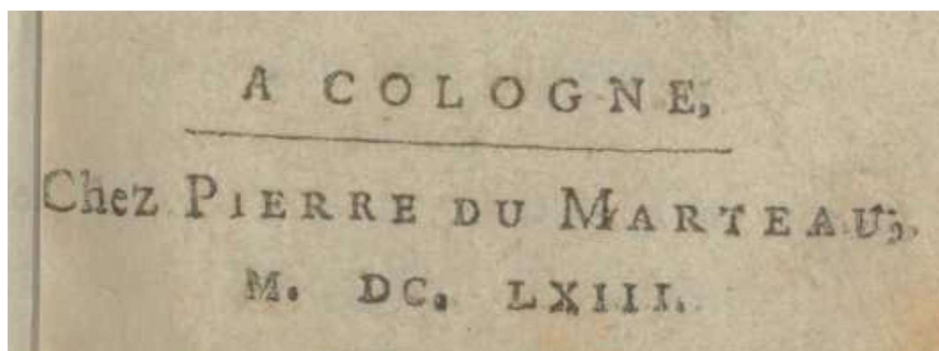 A COLOGNE,
Chez PIERRE DU MARTEAU,
M. DC. LXIII.